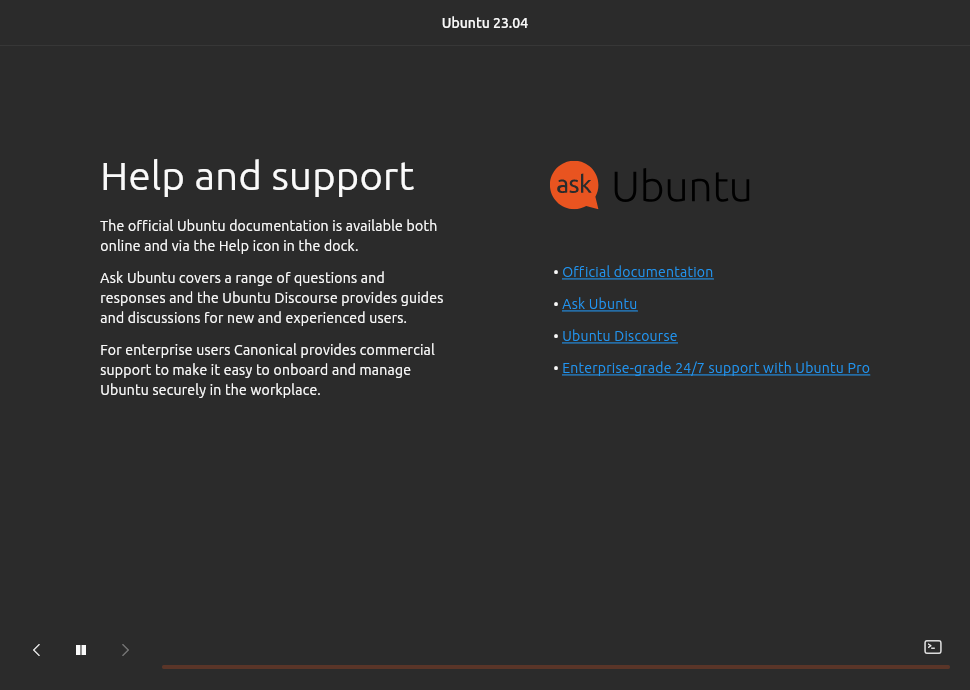 Ubuntu 23.04
Help and support
The official Ubuntu documentation is available both
online and via the Help icon in the dock.
Ask Ubuntu covers a range of questions and
responses and the Ubuntu Discourse provides guides
and discussions for new and experienced users.
For enterprise users Canonical provides commercial
support to make it easy to onboard and manage
Ubuntu securely in the workplace.
ask Ubuntu
• Official documentation
• Ask Ubuntu
• Ubuntu Discourse
• Enterprise-grade 24/7 support with Ubuntu Pro